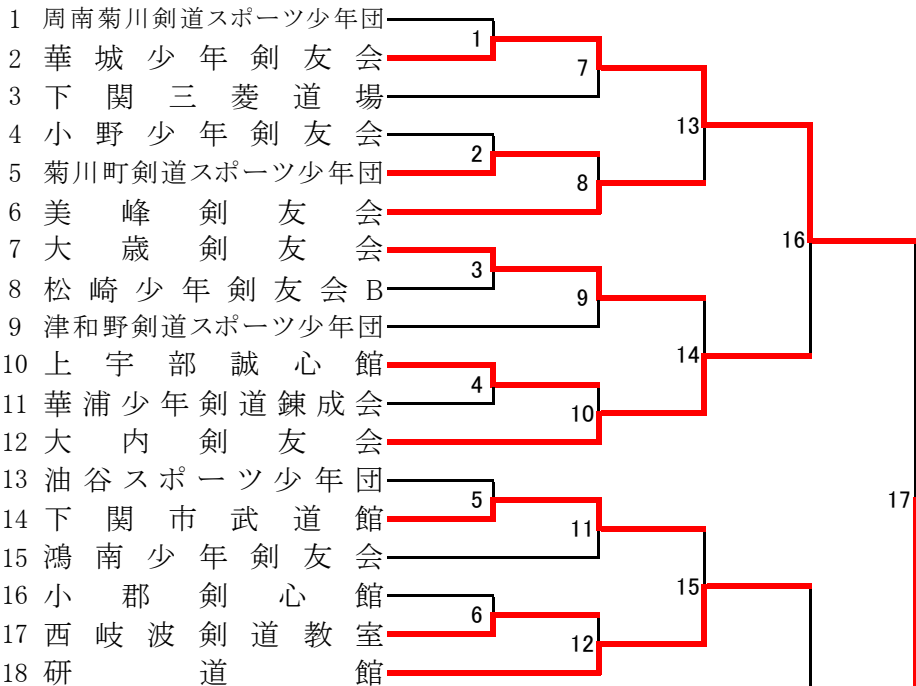 1 周南菊川剣道スポーツ少年団
2 華城少年剣友会
3 下関三菱道場
4 小野少年剣友会
5 菊川町剣道スポーツ少年団
6 美峰剣友会
7 大歳剣友会
8 松崎少年剣友会B
9 津和野剣道スポーツ少年団
10 上宇部誠心館
11 華浦少年剣道錬成会
12 大内剣友会
13 油谷スポーツ少年団
14 下関市武道館
15 鴻南少年剣友会
16 小郡剣心館
17 西岐波剣道教室
18 研道館
1
2
3
4
5
6
7
8
9
10
11
12
13
14
15
16
17